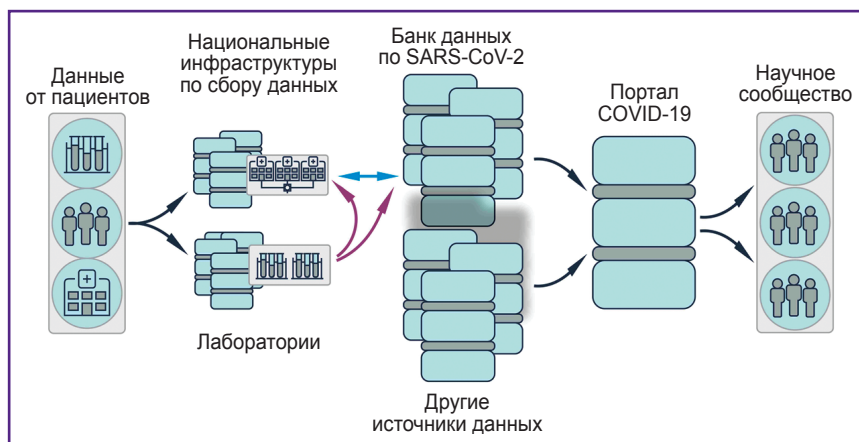 Данные
от пациентов
Национальные
инфраструктуры
по сбору данных
Лаборатории
Банк данных
по SARS-CoV-2
Другие
источники данных
Портал
COVID-19
Научное
сообщество